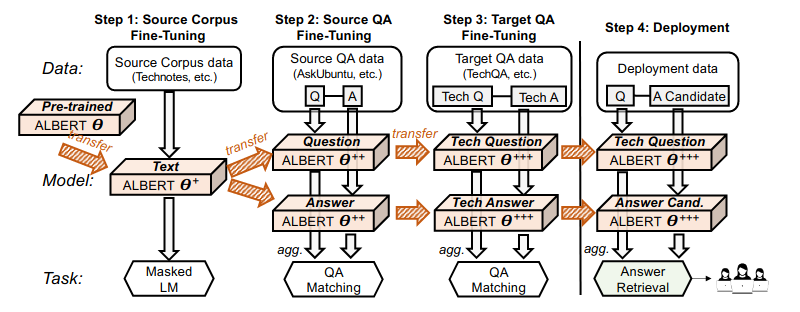 Step 1: Source Corpus
Fine-Tuning
Step 2: Source QA
Fine-Tuning
Step 3: Target QA
Fine-Tuning
Step 4: Deployment
Data:
Source Corpus data
(Technotes, etc.)
Source QA data
(AskUbuntu, etc.)
Q
A
Target QA data
(TechQA, etc.)
Tech Q
Tech A
Deployment data
Q
A Candidate
Pre-trained
ALBERT Θ
transfer
transfer
transfer
Model:
Text
ALBERT Θ⁺
Question
ALBERT Θ⁺⁺
Tech Question
ALBERT Θ⁺⁺⁺
Tech Question
ALBERT Θ⁺⁺⁺
Answer
ALBERT Θ⁺⁺
Tech Answer
ALBERT Θ⁺⁺⁺
Answer Cand.
ALBERT Θ⁺⁺⁺
agg.
agg.
agg.
Task:
Masked
LM
QA
Matching
QA
Matching
Answer
Retrieval